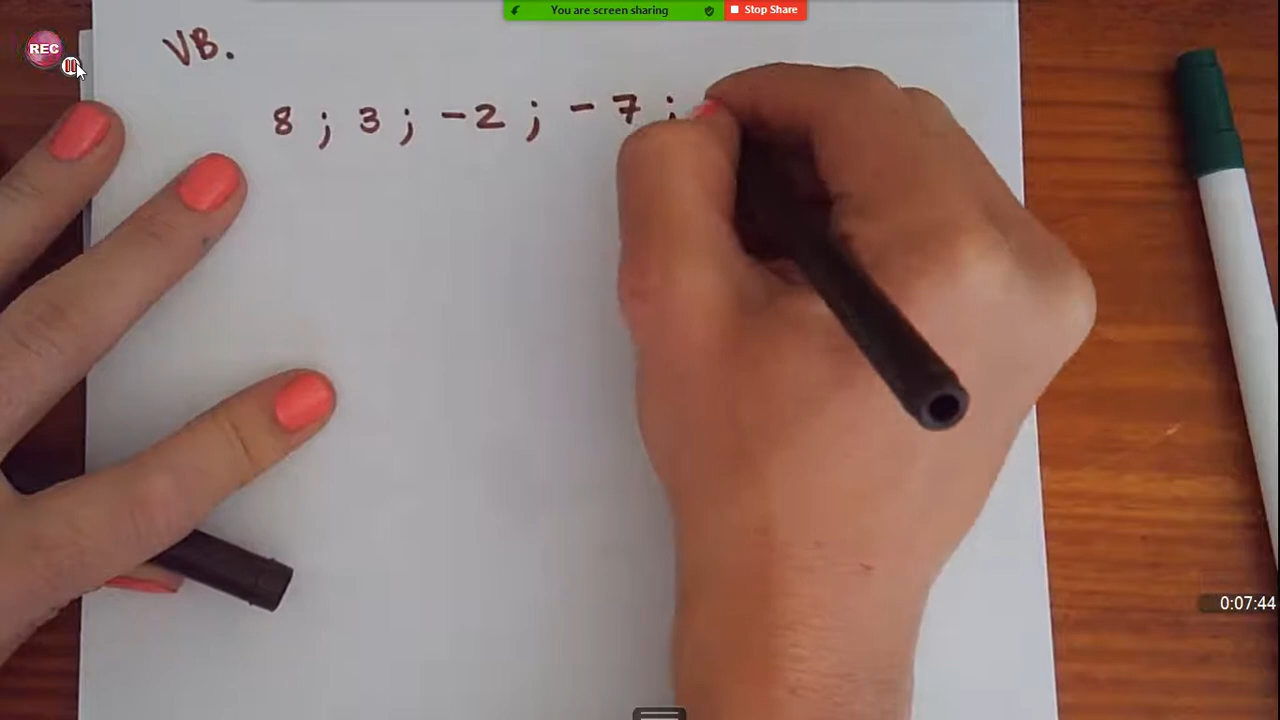 You are screen sharing Stop Share
REC
VB.
8 ; 3 ; -2 ; -7 ;
0:07:44